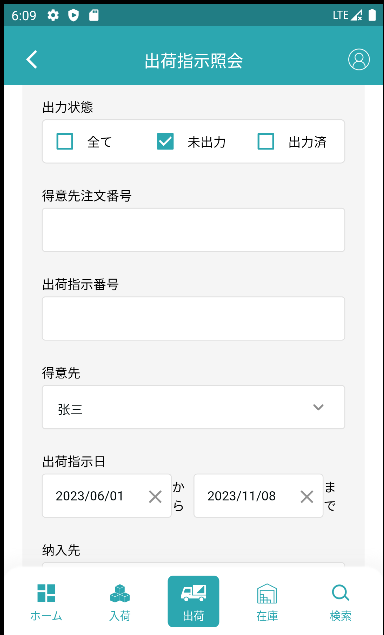 6:09 LTE
出荷指示照会
出力状態
全て 未出力 出力済
得意先注文番号
出荷指示番号
得意先
张三
出荷指示日
2023/06/01 から 2023/11/08 まで
納入先
ホーム 入荷 出荷 在庫 検索